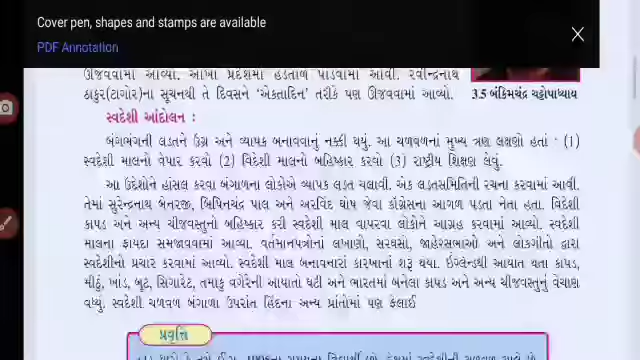 Cover pen, shapes and stamps are available
PDF Annotation
ઊજવવામાં આવ્યો. આખા પ્રદેશમાં હડતાળ પાડવામાં આવી. રવીન્દ્રનાથ
ઠાકુર(ટાગોર)ના સૂચનથી તે દિવસને ‘એકતાદિન’ તરીકે પણ ઊજવવામાં આવ્યો.
3.5 બંકિમચંદ્ર ચટ્ટોપાધ્યાય
સ્વદેશી આંદોલન :
બંગભંગની લડતને ઉગ્ર અને વ્યાપક બનાવવાનું નક્કી થયું. આ ચળવળનાં મુખ્ય ત્રણ લક્ષણો હતાં : (1)
સ્વદેશી માલનો વેપાર કરવો (2) વિદેશી માલનો બહિષ્કાર કરવો (3) રાષ્ટ્રીય શિક્ષણ લેવું.
આ ઉદ્દેશોને હાંસલ કરવા બંગાળના લોકોએ વ્યાપક લડત ચલાવી. એક લડતસમિતિની રચના કરવામાં આવી.
તેમાં સુરેન્દ્રનાથ બેનરજી, બિપિનચંદ્ર પાલ અને અરવિંદ ઘોષ જેવા કૉંગ્રેસના આગળ પડતા નેતા હતા. વિદેશી
કાપડ અને અન્ય ચીજવસ્તુનો બહિષ્કાર કરી સ્વદેશી માલ વાપરવા લોકોને આગ્રહ કરવામાં આવ્યો. સ્વદેશી
માલના ફાયદા સમજાવવામાં આવ્યા. વર્તમાનપત્રોનાં લખાણો, સરઘસો, જાહેરસભાઓ અને લોકગીતો દ્વારા
સ્વદેશીનો પ્રચાર કરવામાં આવ્યો. સ્વદેશી માલ બનાવનારાં કારખાનાં શરૂ થયા. ઈંગ્લેન્ડથી આયાત થતા કાપડ,
મીઠું, ખાંડ, બૂટ, સિગારેટ, તમાકુ વગેરેની આયાતો ઘટી અને ભારતમાં બનેલા કાપડ અને અન્ય ચીજવસ્તુનું વેચાણ
વધ્યું. સ્વદેશી ચળવળ બંગાળા ઉપરાંત હિંદના અન્ય પ્રાંતોમાં પણ ફેલાઈ
પ્રવૃત્તિ